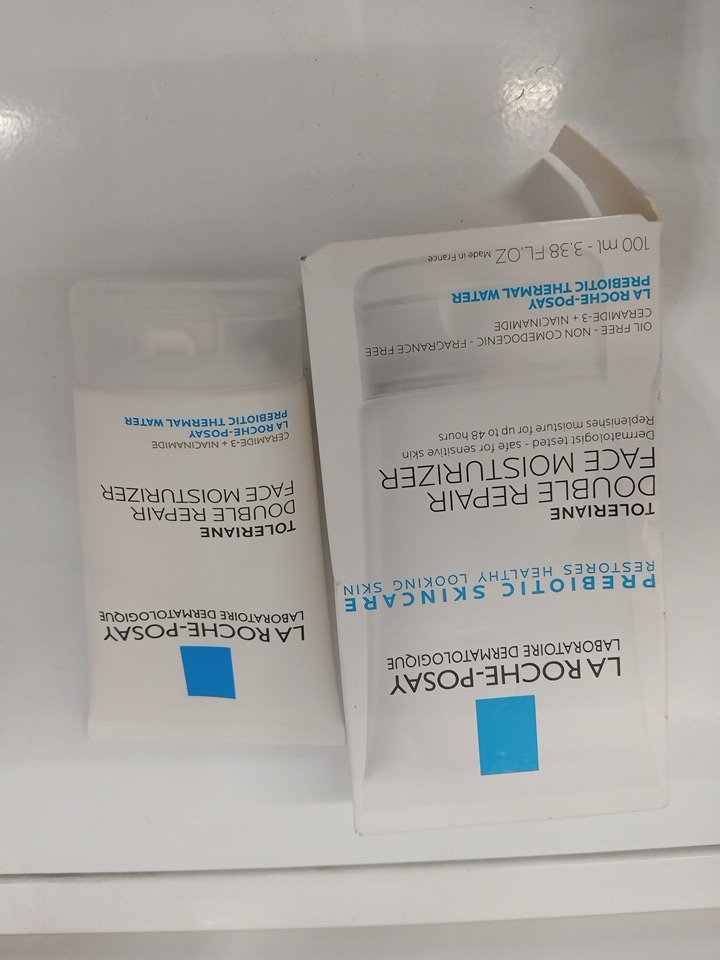 LA ROCHE-POSAY
LABORATOIRE DERMATOLOGIQUE
TOLERIANE
DOUBLE REPAIR
FACE MOISTURIZER
CERAMIDE-3 + NIACINAMIDE
LA ROCHE-POSAY
PREBIOTIC THERMAL WATER
LA ROCHE-POSAY
LABORATOIRE DERMATOLOGIQUE
PREBIOTIC SKINCARE
RESTORES HEALTHY LOOKING SKIN
TOLERIANE
DOUBLE REPAIR
FACE MOISTURIZER
Dermatologist tested - safe for sensitive skin
Replenishes moisture for up to 48 hours
OIL FREE - NON COMEDOGENIC - FRAGRANCE FREE
CERAMIDE-3 + NIACINAMIDE
LA ROCHE-POSAY
PREBIOTIC THERMAL WATER
100 ml - 3.38 FL.OZ Made in France